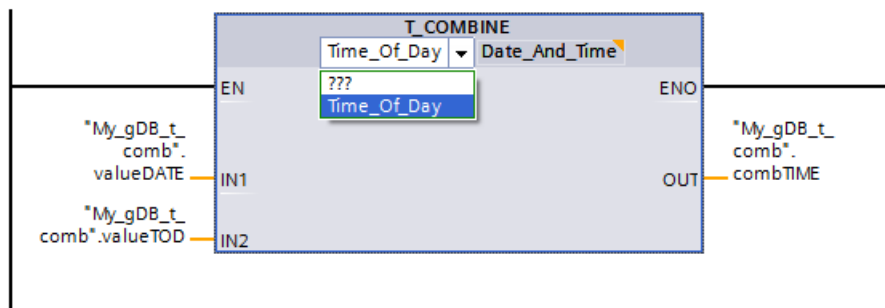 T_COMBINE
Time_Of_Day Date_And_Time
???
Time_Of_Day
EN
ENO
"My_gDB_t_
comb".
valueDATE
IN1
"My_gDB_t_
comb".valueTOD
IN2
OUT
"My_gDB_t_
comb".
combTIME